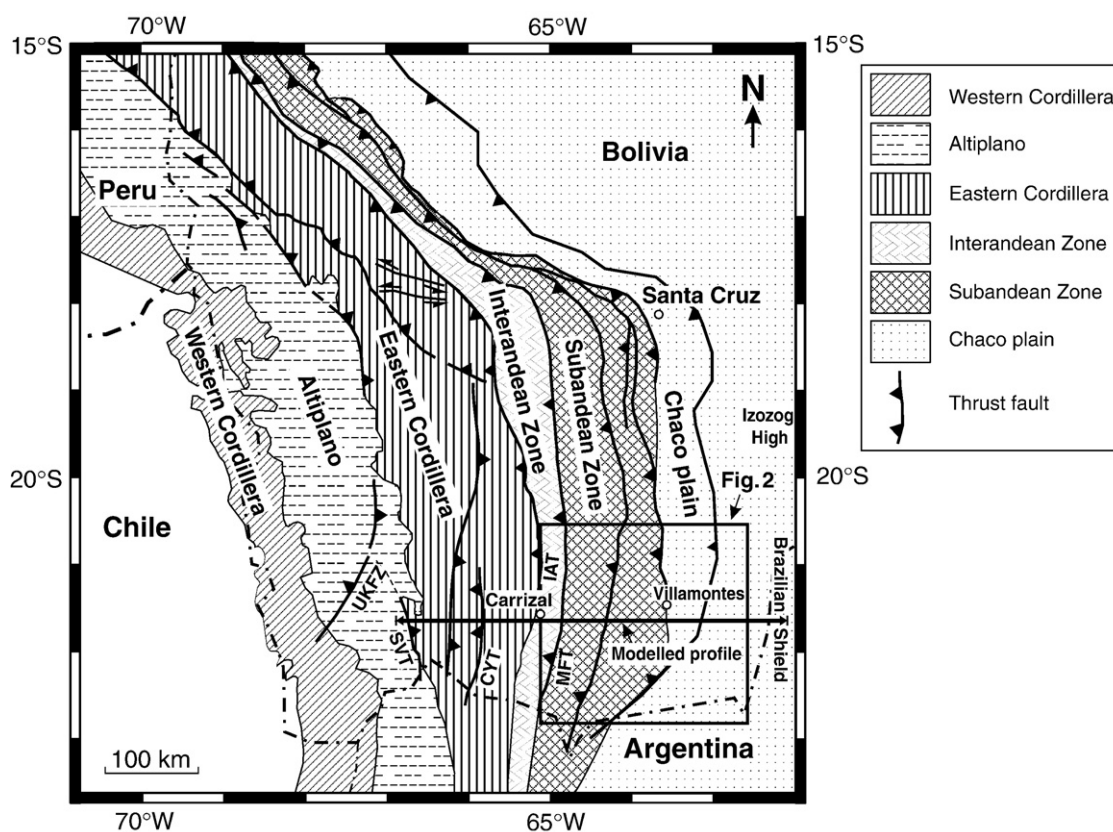 70°W
65°W
15°S
15°S
N
Bolivia
Peru
Western Cordillera
Altiplano
Eastern Cordillera
Interandean Zone
Subandean Zone
Chaco plain
Thrust fault
Santa Cruz
Interandean Zone
Subandean Zone
Eastern Cordillera
Western Cordillera
Altiplano
Chaco plain
Izozog
High
20°S
20°S
Fig. 2
Chile
UKFZ
SVT
CYT
IAT
MFT
Carrizal
Villamontes
Modelled profile
Brazilian
Shield
Argentina
100 km
70°W
65°W